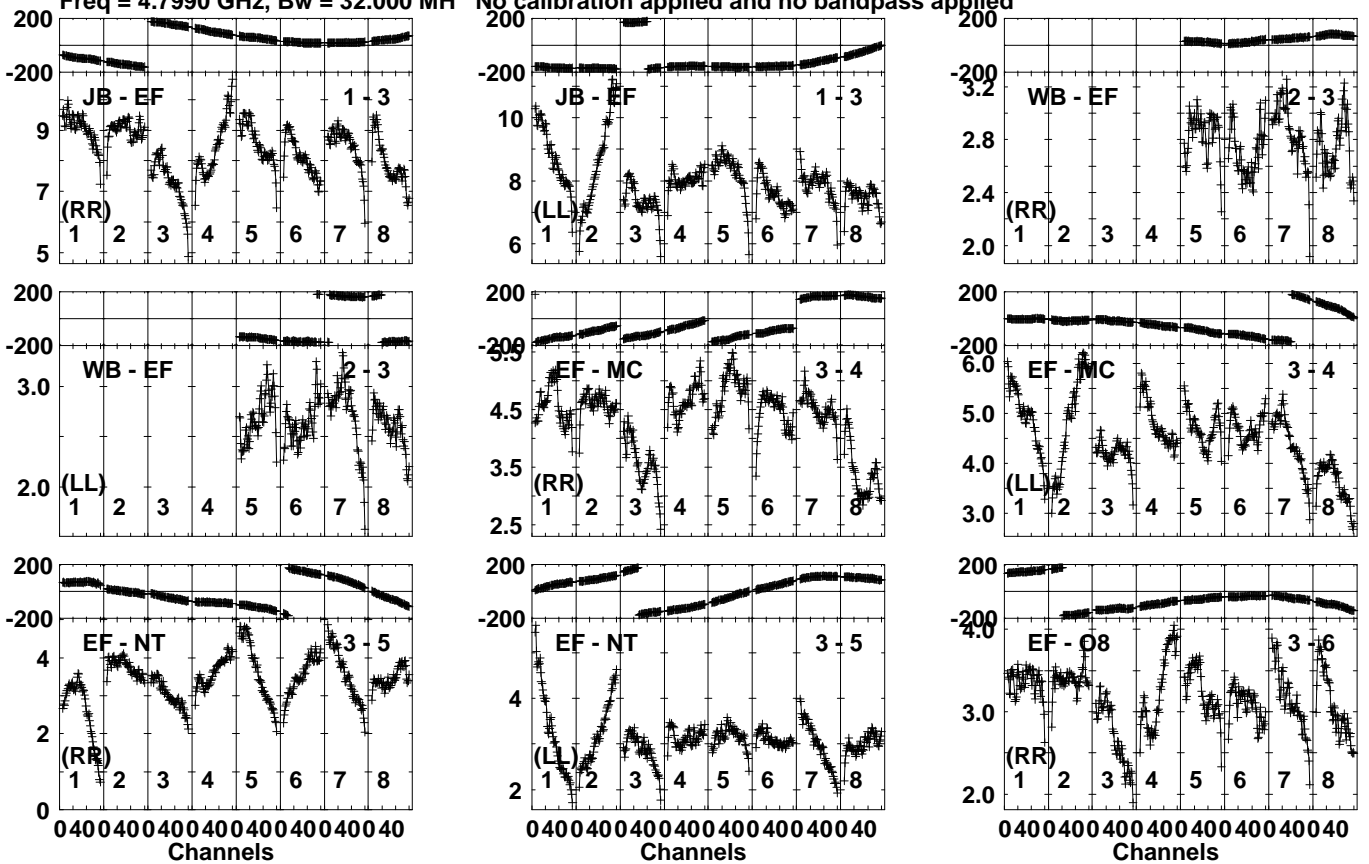 Freq = 4.7990 GHz, Bw = 32.000 MH No calibration applied and no bandpass applied
200
-200
JB - EF 1 - 3
9
7
5
(RR)
1 2 3 4 5 6 7 8
200
-200
JB - EF 1 - 3
10
8
6
(LL)
1 2 3 4 5 6 7 8
200
-200
3.2
WB - EF 2 - 3
2.8
2.4
2.0
(RR)
1 2 3 4 5 6 7 8
200
-200
WB - EF 2 - 3
3.0
2.0
(LL)
1 2 3 4 5 6 7 8
200
-200
5.5
EF - MC 3 - 4
4.5
3.5
2.5
(RR)
1 2 3 4 5 6 7 8
200
-200
6.0
EF - MC 3 - 4
5.0
4.0
3.0
(LL)
1 2 3 4 5 6 7 8
200
-200
EF - NT 3 - 5
4
2
0
(RR)
1 2 3 4 5 6 7 8
0 40 0 40 0 40 0 40 0 40 0 40 0 40 0 40
Channels
200
-200
EF - NT 3 - 5
4
2
(LL)
1 2 3 4 5 6 7 8
0 40 0 40 0 40 0 40 0 40 0 40 0 40 0 40
Channels
200
-200
4.0
EF - O8 3 - 6
3.0
2.0
(RR)
1 2 3 4 5 6 7 8
0 40 0 40 0 40 0 40 0 40 0 40 0 40 0 40
Channels